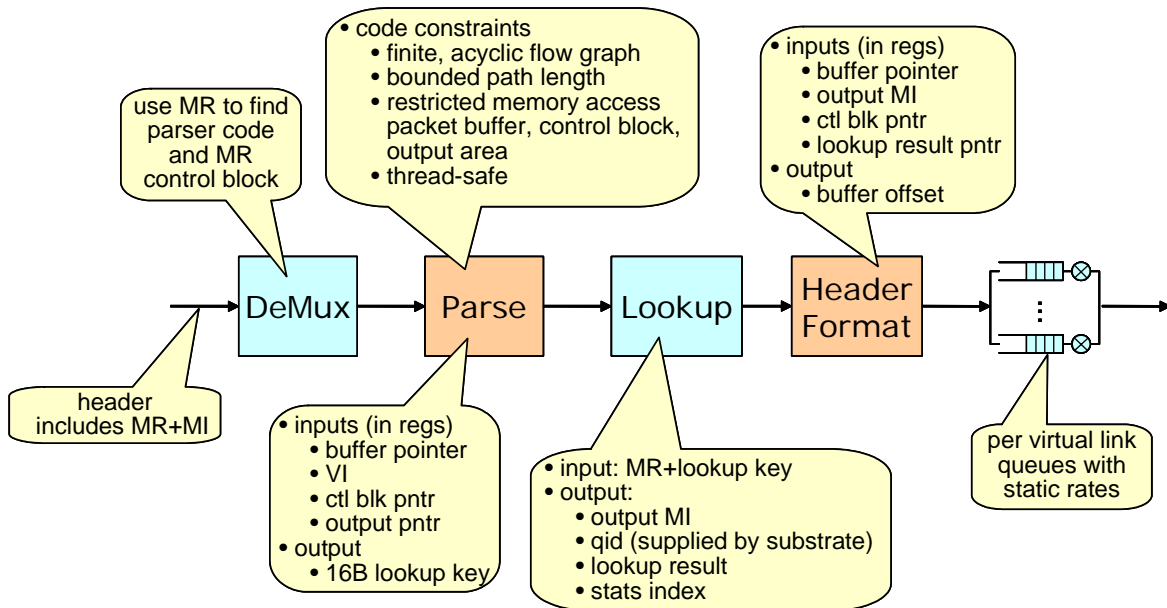 • code constraints
• finite, acyclic flow graph
• bounded path length
• restricted memory access
packet buffer, control block,
output area
• thread-safe
• inputs (in regs)
• buffer pointer
• output MI
• ctl blk pntr
• lookup result pntr
• output
• buffer offset
use MR to find
parser code
and MR
control block
DeMux
Parse
Lookup
Header
Format
...
header
includes MR+MI
• inputs (in regs)
• buffer pointer
• VI
• ctl blk pntr
• output pntr
• output
• 16B lookup key
• input: MR+lookup key
• output:
• output MI
• qid (supplied by substrate)
• lookup result
• stats index
per virtual link
queues with
static rates